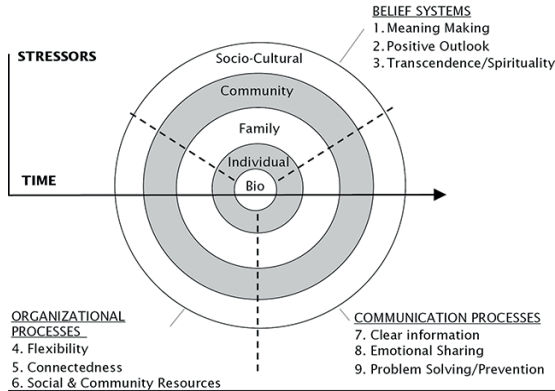 BELIEF SYSTEMS
1. Meaning Making
2. Positive Outlook
3. Transcendence/Spirituality
STRESSORS
Socio-Cultural
Community
Family
Individual
Bio
TIME
ORGANIZATIONAL
PROCESSES
4. Flexibility
5. Connectedness
6. Social & Community Resources
COMMUNICATION PROCESSES
7. Clear information
8. Emotional Sharing
9. Problem Solving/Prevention